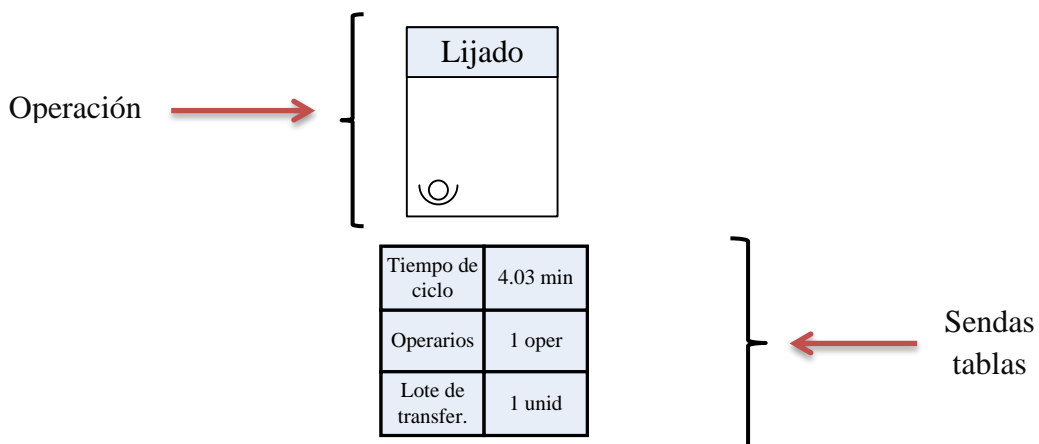 Lijado
Operación
Tiempo de
ciclo
4.03 min
Operarios
1 oper
Lote de
transfer.
1 unid
Sendas
tablas